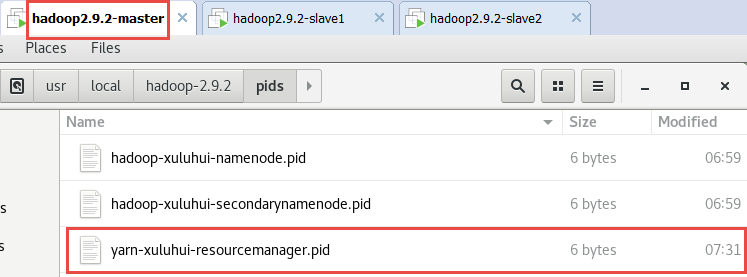 hadoop2.9.2-master × hadoop2.9.2-slave1 × hadoop2.9.2-slave2 ×
Places Files
usr local hadoop-2.9.2 pids
Name Size Modified
hadoop-xuluhui-namenode.pid 6 bytes 06:59
hadoop-xuluhui-secondarynamenode.pid 6 bytes 06:59
yarn-xuluhui-resourcemanager.pid 6 bytes 07:31